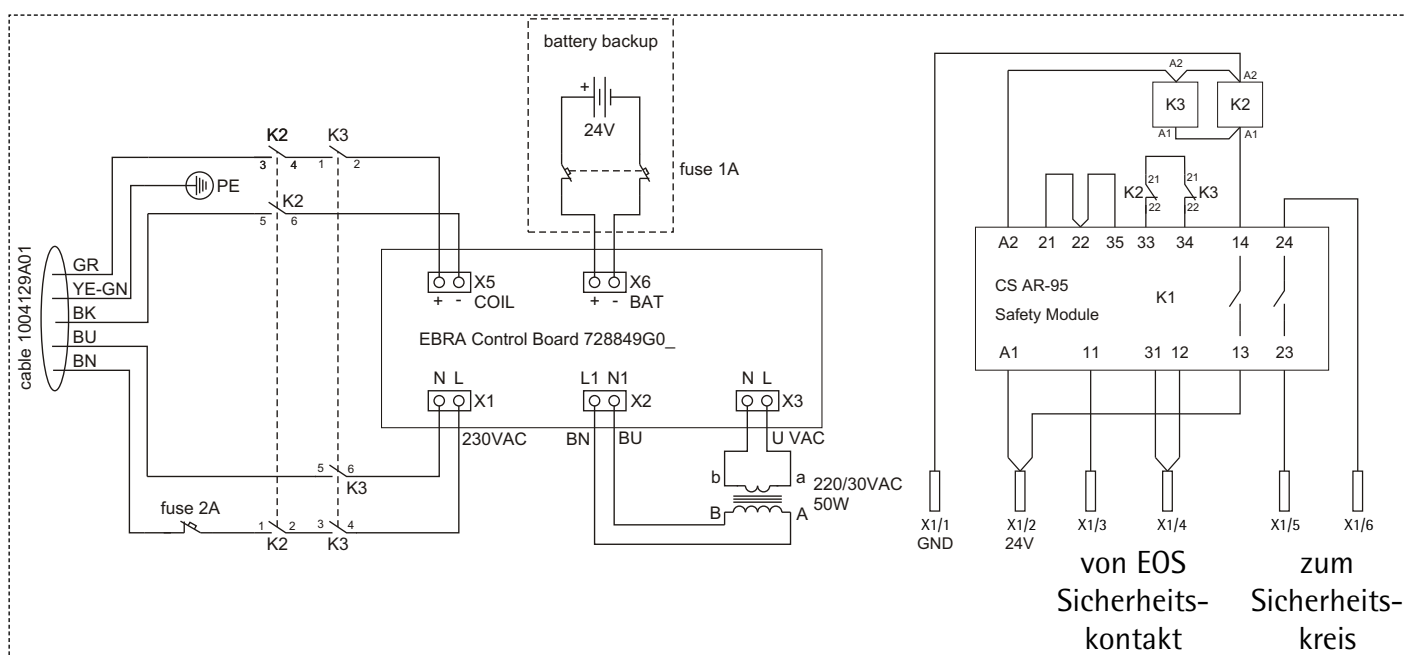 battery backup
+
24V
fuse 1A
K2 K3
3 4 1 2
PE
K2
5 6
cable 1004129A01
GR
YE-GN
BK
BU
BN
X5
+ - COIL
X6
+ - BAT
EBRA Control Board 728849G0_
N L
X1
L1 N1
X2
N L
X3
230VAC
BN BU
U VAC
b a
220/30VAC
50W
B A
5 6
K3
fuse 2A
1 2 3 4
K2 K3
A2 A2
K3 K2
A1 A1
21 21
K2 K3
22 22
A2 21 22 35 33 34 14 24
CS AR-95
K1
Safety Module
A1 11 31 12 13 23
X1/1 X1/2 X1/3 X1/4 X1/5 X1/6
GND 24V
von EOS
Sicherheits-
kontakt
zum
Sicherheits-
kreis